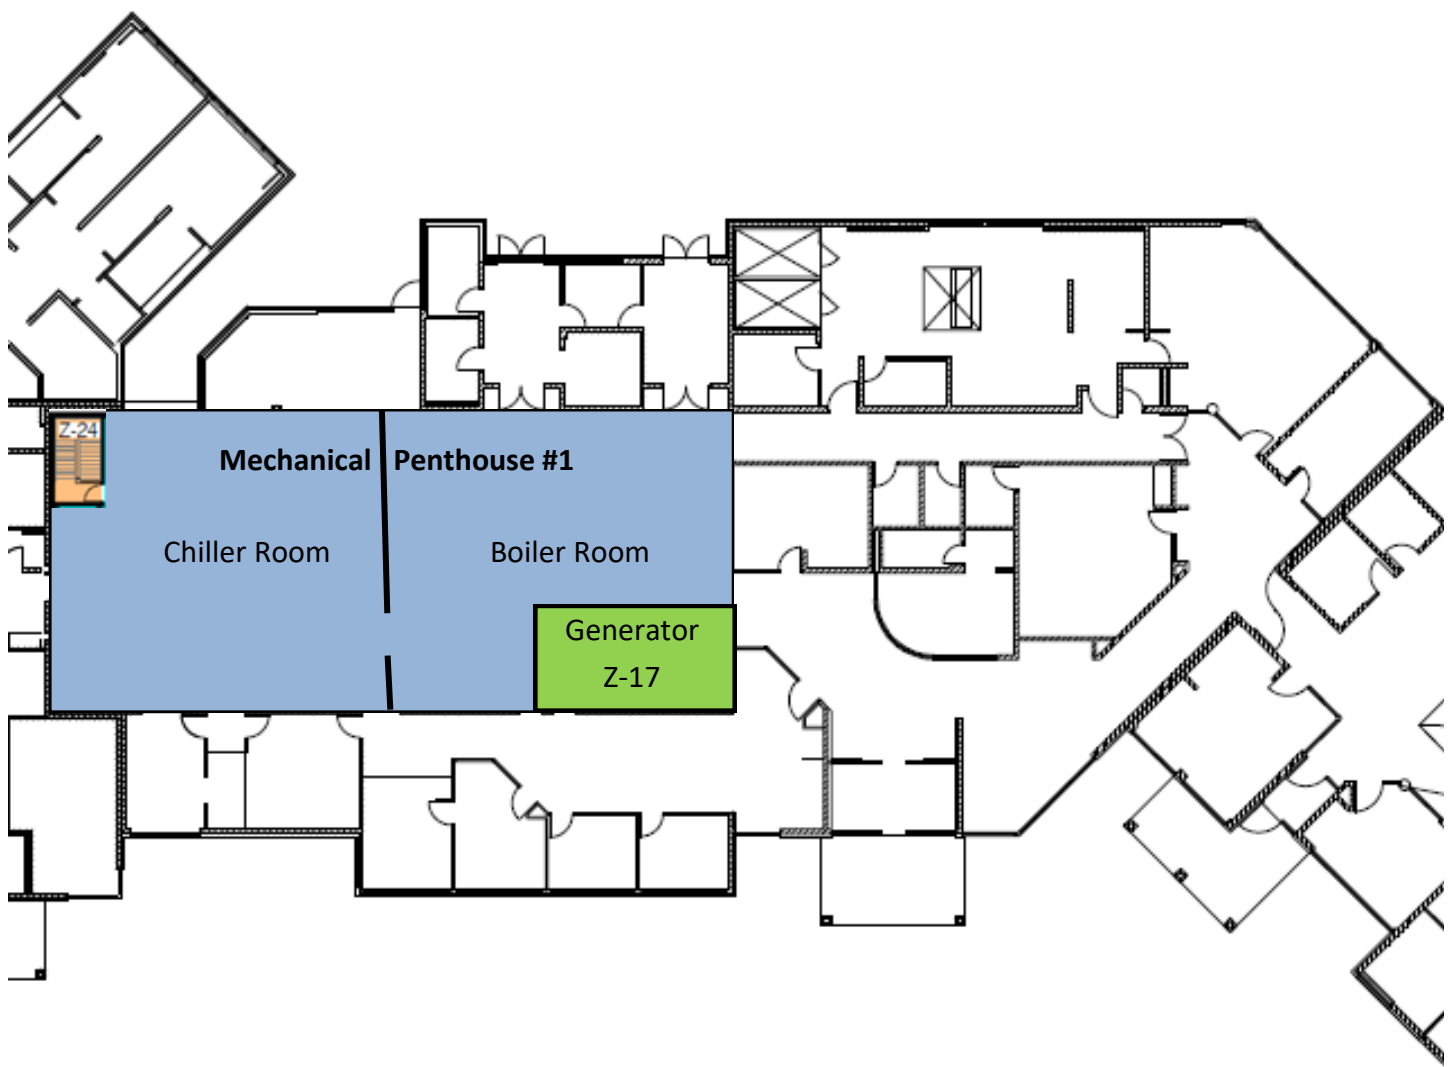 Z-24
Mechanical Penthouse #1
Chiller Room
Boiler Room
Generator
Z-17